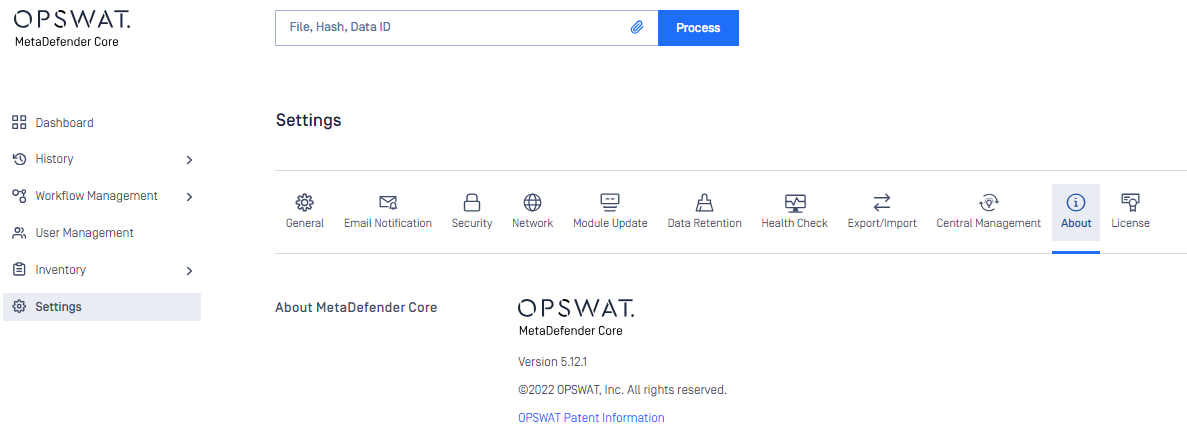 OPSWAT.
MetaDefender Core
File, Hash, Data ID
Process
Dashboard
History
Workflow Management
User Management
Inventory
Settings
Settings
General
Email Notification
Security
Network
Module Update
Data Retention
Health Check
Export/Import
Central Management
About
License
About MetaDefender Core
OPSWAT.
MetaDefender Core
Version 5.12.1
©2022 OPSWAT, Inc. All rights reserved.
OPSWAT Patent Information